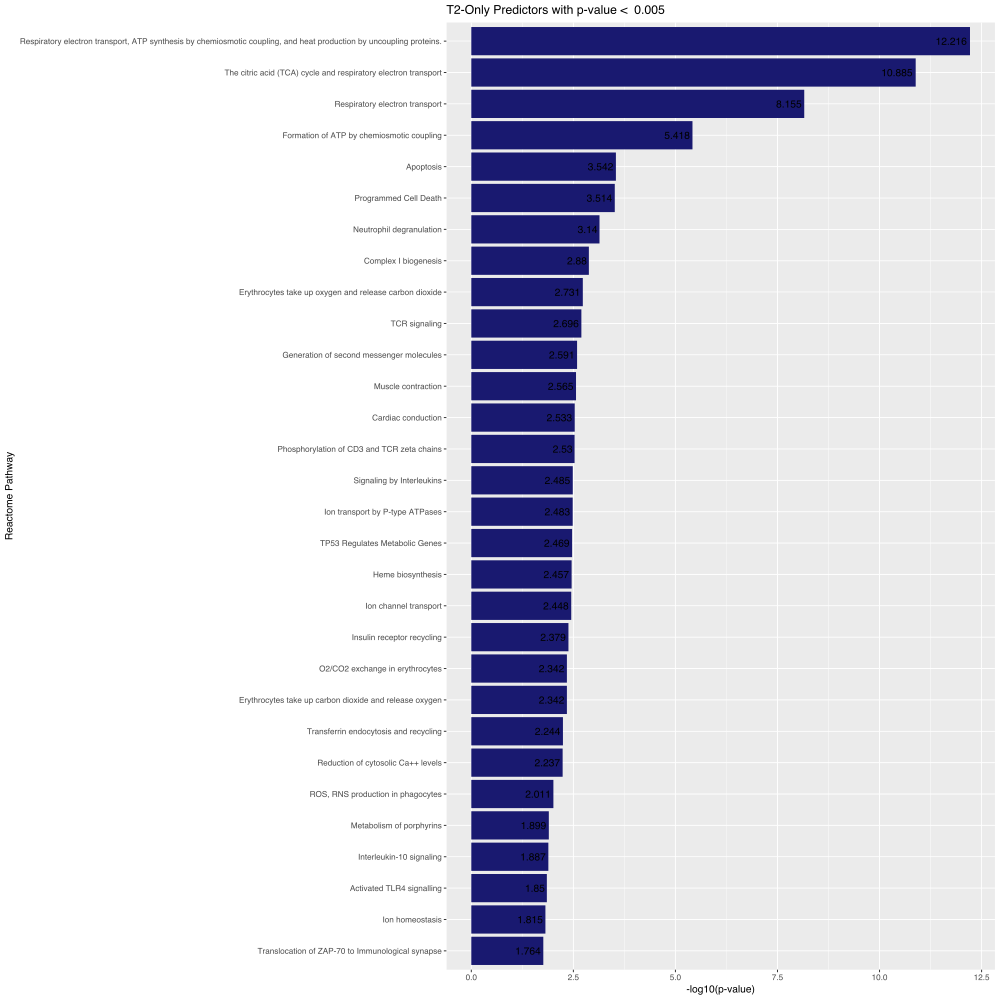 T2-Only Predictors with p-value < 0.005
Respiratory electron transport, ATP synthesis by chemiosmotic coupling, and heat production by uncoupling proteins. 12.216
The citric acid (TCA) cycle and respiratory electron transport 10.885
Respiratory electron transport 8.155
Formation of ATP by chemiosmotic coupling 5.418
Apoptosis 3.542
Programmed Cell Death 3.514
Neutrophil degranulation 3.14
Complex I biogenesis 2.88
Erythrocytes take up oxygen and release carbon dioxide 2.731
TCR signaling 2.696
Generation of second messenger molecules 2.591
Muscle contraction 2.565
Cardiac conduction 2.533
Phosphorylation of CD3 and TCR zeta chains 2.53
Signaling by Interleukins 2.485
Ion transport by P-type ATPases 2.483
TP53 Regulates Metabolic Genes 2.469
Heme biosynthesis 2.457
Ion channel transport 2.448
Insulin receptor recycling 2.379
O2/CO2 exchange in erythrocytes 2.342
Erythrocytes take up carbon dioxide and release oxygen 2.342
Transferrin endocytosis and recycling 2.244
Reduction of cytosolic Ca++ levels 2.237
ROS, RNS production in phagocytes 2.011
Metabolism of porphyrins 1.899
Interleukin-10 signaling 1.887
Activated TLR4 signalling 1.85
Ion homeostasis 1.815
Translocation of ZAP-70 to Immunological synapse 1.764
Reactome Pathway
0.0 2.5 5.0 7.5 10.0 12.5
-log10(p-value)